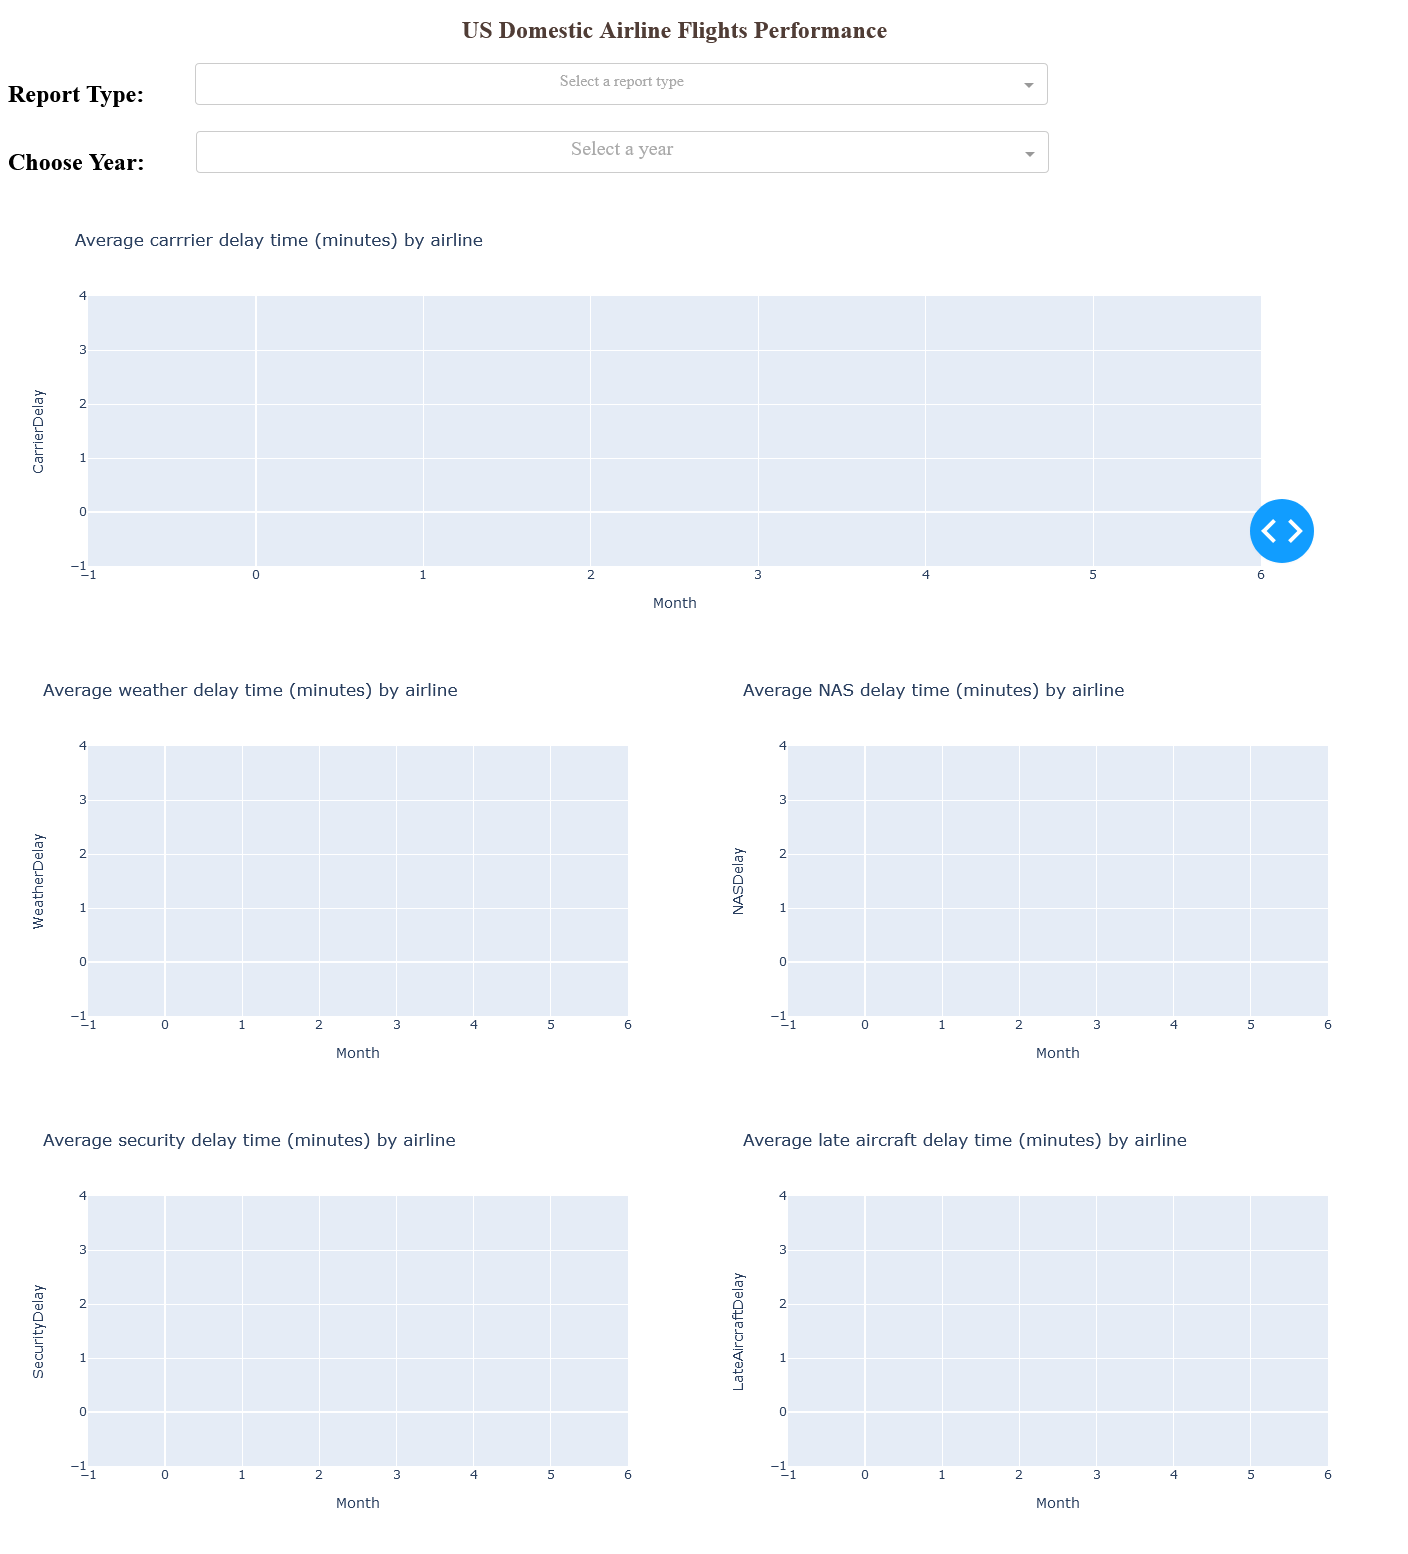 US Domestic Airline Flights Performance
Report Type:
Select a report type
Choose Year:
Select a year
Average carrrier delay time (minutes) by airline
4
3
2
1
0
−1
CarrierDelay
−1 0 1 2 3 4 5 6
Month
Average weather delay time (minutes) by airline
4
3
2
1
0
−1
WeatherDelay
−1 0 1 2 3 4 5 6
Month
Average NAS delay time (minutes) by airline
4
3
2
1
0
−1
NASDelay
−1 0 1 2 3 4 5 6
Month
Average security delay time (minutes) by airline
4
3
2
1
0
−1
SecurityDelay
−1 0 1 2 3 4 5 6
Month
Average late aircraft delay time (minutes) by airline
4
3
2
1
0
−1
LateAircraftDelay
−1 0 1 2 3 4 5 6
Month